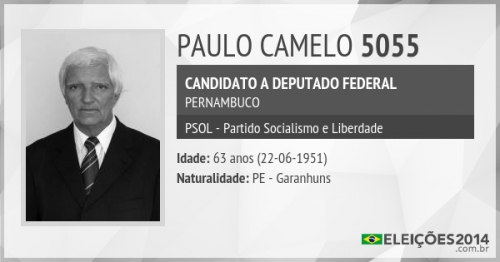 PAULO CAMELO 5055
CANDIDATO A DEPUTADO FEDERAL
PERNAMBUCO
PSOL - Partido Socialismo e Liberdade
Idade: 63 anos (22-06-1951)
Naturalidade: PE - Garanhuns
ELEIÇÕES2014
.com.br